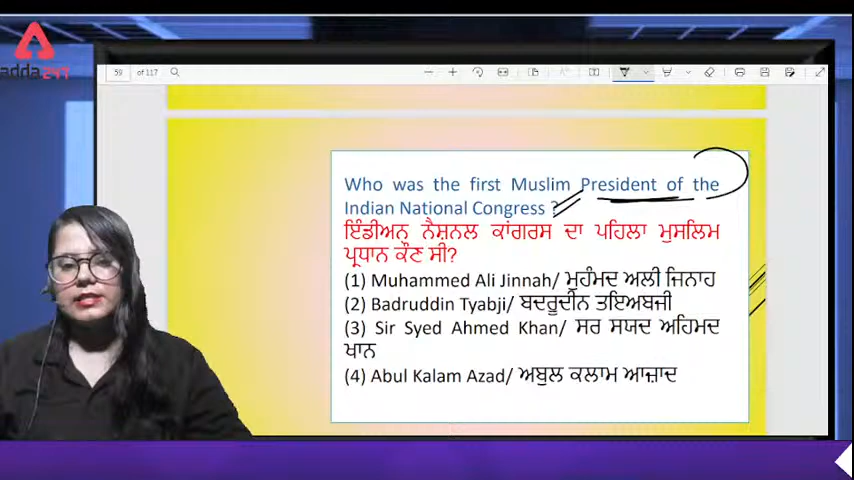 adda247
59 of 117
Who was the first Muslim President of the
Indian National Congress ?
ਇੰਡੀਅਨ ਨੈਸ਼ਨਲ ਕਾਂਗਰਸ ਦਾ ਪਹਿਲਾ ਮੁਸਲਿਮ
ਪ੍ਰਧਾਨ ਕੌਣ ਸੀ?
(1) Muhammed Ali Jinnah/ ਮੁਹੰਮਦ ਅਲੀ ਜਿਨਾਹ
(2) Badruddin Tyabji/ ਬਦਰੂਦੀਨ ਤਇਅਬਜੀ
(3) Sir Syed Ahmed Khan/ ਸਰ ਸਯਦ ਅਹਿਮਦ
ਖਾਨ
(4) Abul Kalam Azad/ ਅਬੁਲ ਕਲਾਮ ਆਜ਼ਾਦ